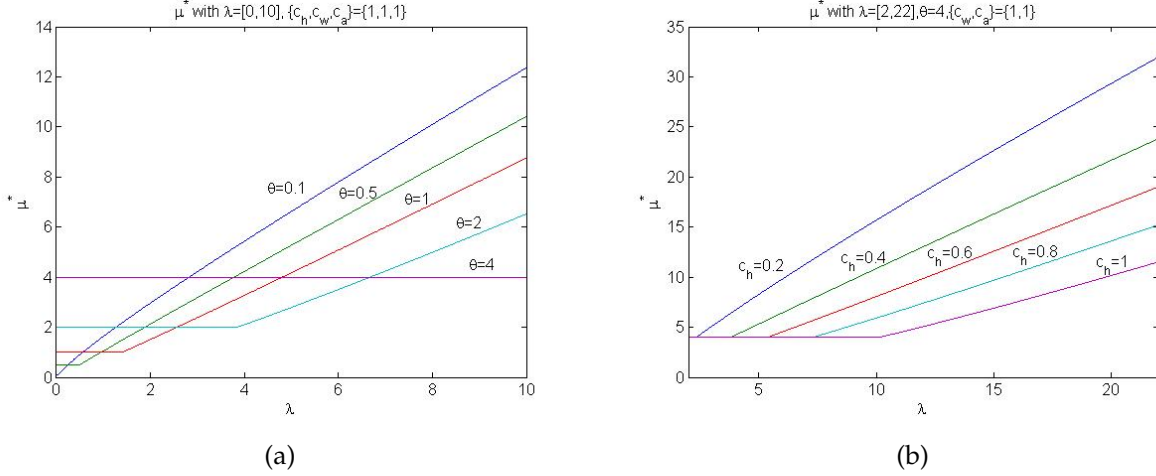 μ* with λ=[0,10], {c_h,c_w,c_a}={1,1,1}
14
12
10
8
6
4
2
0
μ*
θ=0.1
θ=0.5
θ=1
θ=2
θ=4
0 2 4 6 8 10
λ
(a)
μ* with λ=[2,22],θ=4,{c_w,c_a}={1,1}
35
30
25
20
15
10
5
0
μ*
c_h=0.2
c_h=0.4
c_h=0.6
c_h=0.8
c_h=1
5 10 15 20
λ
(b)